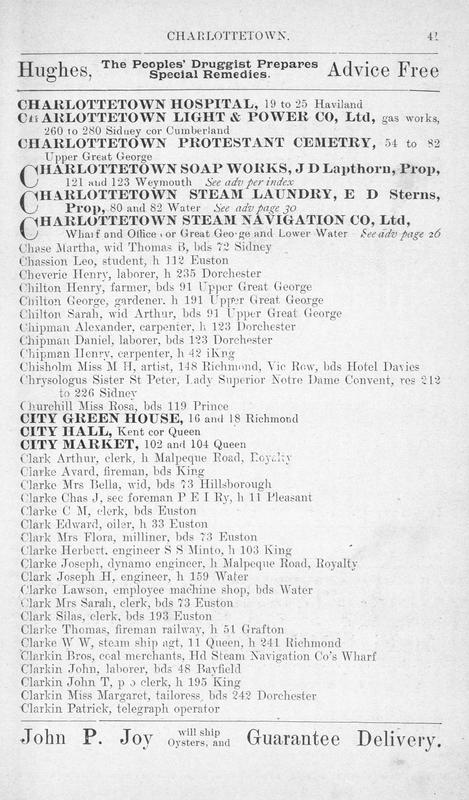 CHARLOTTETOWN. 41
Hughes, The Peoples' Druggist Prepares Special Remedies. Advice Free
CHARLOTTETOWN HOSPITAL, 19 to 25 Haviland
CHARLOTTETOWN LIGHT & POWER CO, Ltd, gas works,
260 to 280 Sidney cor Cumberland
CHARLOTTETOWN PROTESTANT CEMETRY, 54 to 82
Upper Great George
CHARLOTTETOWN SOAP WORKS, J D Lapthorn, Prop,
121 and 123 Weymouth See adv per index
CHARLOTTETOWN STEAM LAUNDRY, E D Sterns,
Prop, 80 and 82 Water See adv page 30
CHARLOTTETOWN STEAM NAVIGATION CO, Ltd,
Wharf and Office cor Great George and Lower Water See adv page 26
Chase Martha, wid Thomas B, bds 72 Sidney
Chassion Leo, student, h 112 Euston
Cheverie Henry, laborer, h 235 Dorchester
Chilton Henry, farmer, bds 91 Upper Great George
Chilton George, gardener. h 191 Upper Great George
Chilton Sarah, wid Arthur, bds 91 Upper Great George
Chipman Alexander, carpenter, h 123 Dorchester
Chipman Daniel, laborer, bds 123 Dorchester
Chipman Henry, carpenter, h 42 iKng
Chisholm Miss M H, artist, 148 Richmond, Vic Row, bds Hotel Davies
Chrysologus Sister St Peter, Lady Superior Notre Dame Convent, res 212
to 226 Sidney
Churchill Miss Rosa, bds 119 Prince
CITY GREEN HOUSE, 16 and 18 Richmond
CITY HALL, Kent cor Queen
CITY MARKET, 102 and 104 Queen
Clark Arthur, clerk, h Malpeque Road, Royalty
Clarke Avard, fireman, bds King
Clarke Mrs Bella, wid, bds 73 Hillsborough
Clarke Chas J, sec foreman P E I Ry, h 11 Pleasant
Clarke C M, clerk, bds Euston
Clark Edward, oiler, h 33 Euston
Clark Mrs Flora, milliner, bds 73 Euston
Clarke Herbert, engineer S S Minto, h 103 King
Clarke Joseph, dynamo engineer, h Malpeque Road, Royalty
Clark Joseph H, engineer, h 159 Water
Clarke Lawson, employee machine shop, bds Water
Clark Mrs Sarah, clerk, bds 73 Euston
Clark Silas, clerk, bds 193 Euston
Clarke Thomas, fireman railway, h 51 Grafton
Clarke W W, steam ship agt, 11 Queen, h 241 Richmond
Clarkin Bros, coal merchants, Hd Steam Navigation Co's Wharf
Clarkin John, laborer, bds 48 Bayfield
Clarkin John T, p o clerk, h 195 King
Clarkin Miss Margaret, tailoress, bds 242 Dorchester
Clarkin Patrick, telegraph operator
John P. Joy will ship Oysters, and Guarantee Delivery.